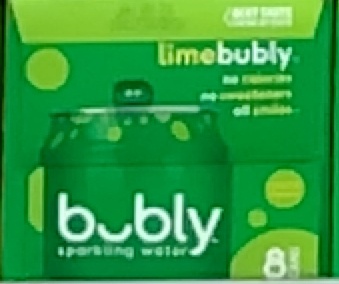 limebubly
no calories
no sweeteners
all smiles
bubly
sparkling water
8